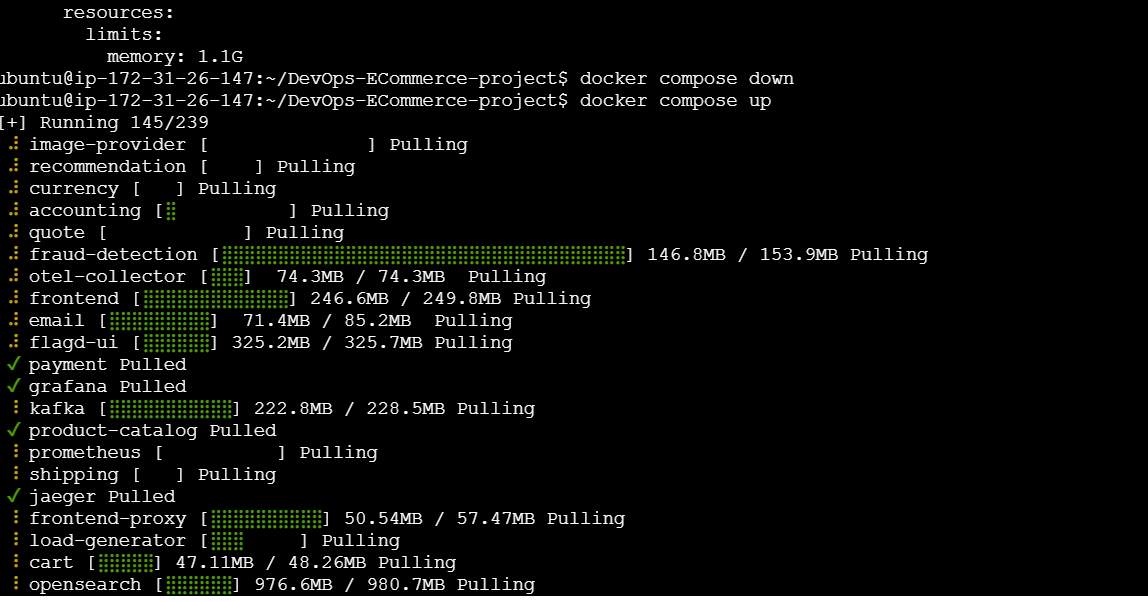 resources:
limits:
memory: 1.1G
ubuntu@ip-172-31-26-147:~/DevOps-ECommerce-project$ docker compose down
ubuntu@ip-172-31-26-147:~/DevOps-ECommerce-project$ docker compose up
[+] Running 145/239
image-provider [ ] Pulling
recommendation [ ] Pulling
currency [ ] Pulling
accounting [⣿ ] Pulling
quote [ ] Pulling
fraud-detection [⣿⣿⣿⣿⣿⣿⣿⣿⣿⣿⣿⣿⣿⣿⣿⣿⣿⣿⣿⣿⣿⣿⣿⣿⣿⣿⣿⣿⣿⣿⣿⣿⣿⣿⣿⣿] 146.8MB / 153.9MB Pulling
otel-collector [⣿⣿⣿] 74.3MB / 74.3MB Pulling
frontend [⣿⣿⣿⣿⣿⣿⣿⣿⣿⣿⣿⣿⣿] 246.6MB / 249.8MB Pulling
email [⣿⣿⣿⣿⣿⣿⣿⣿⣿] 71.4MB / 85.2MB Pulling
flagd-ui [⣿⣿⣿⣿⣿⣿] 325.2MB / 325.7MB Pulling
✓ payment Pulled
✓ grafana Pulled
kafka [⣿⣿⣿⣿⣿⣿⣿⣿⣿⣿⣿] 222.8MB / 228.5MB Pulling
✓ product-catalog Pulled
prometheus [ ] Pulling
shipping [ ] Pulling
✓ jaeger Pulled
frontend-proxy [⣿⣿⣿⣿⣿⣿⣿⣿⣿⣿] 50.54MB / 57.47MB Pulling
load-generator [⣿⣿⣿ ] Pulling
cart [⣿⣿⣿⣿⣿] 47.11MB / 48.26MB Pulling
opensearch [⣿⣿⣿⣿⣿⣿] 976.6MB / 980.7MB Pulling